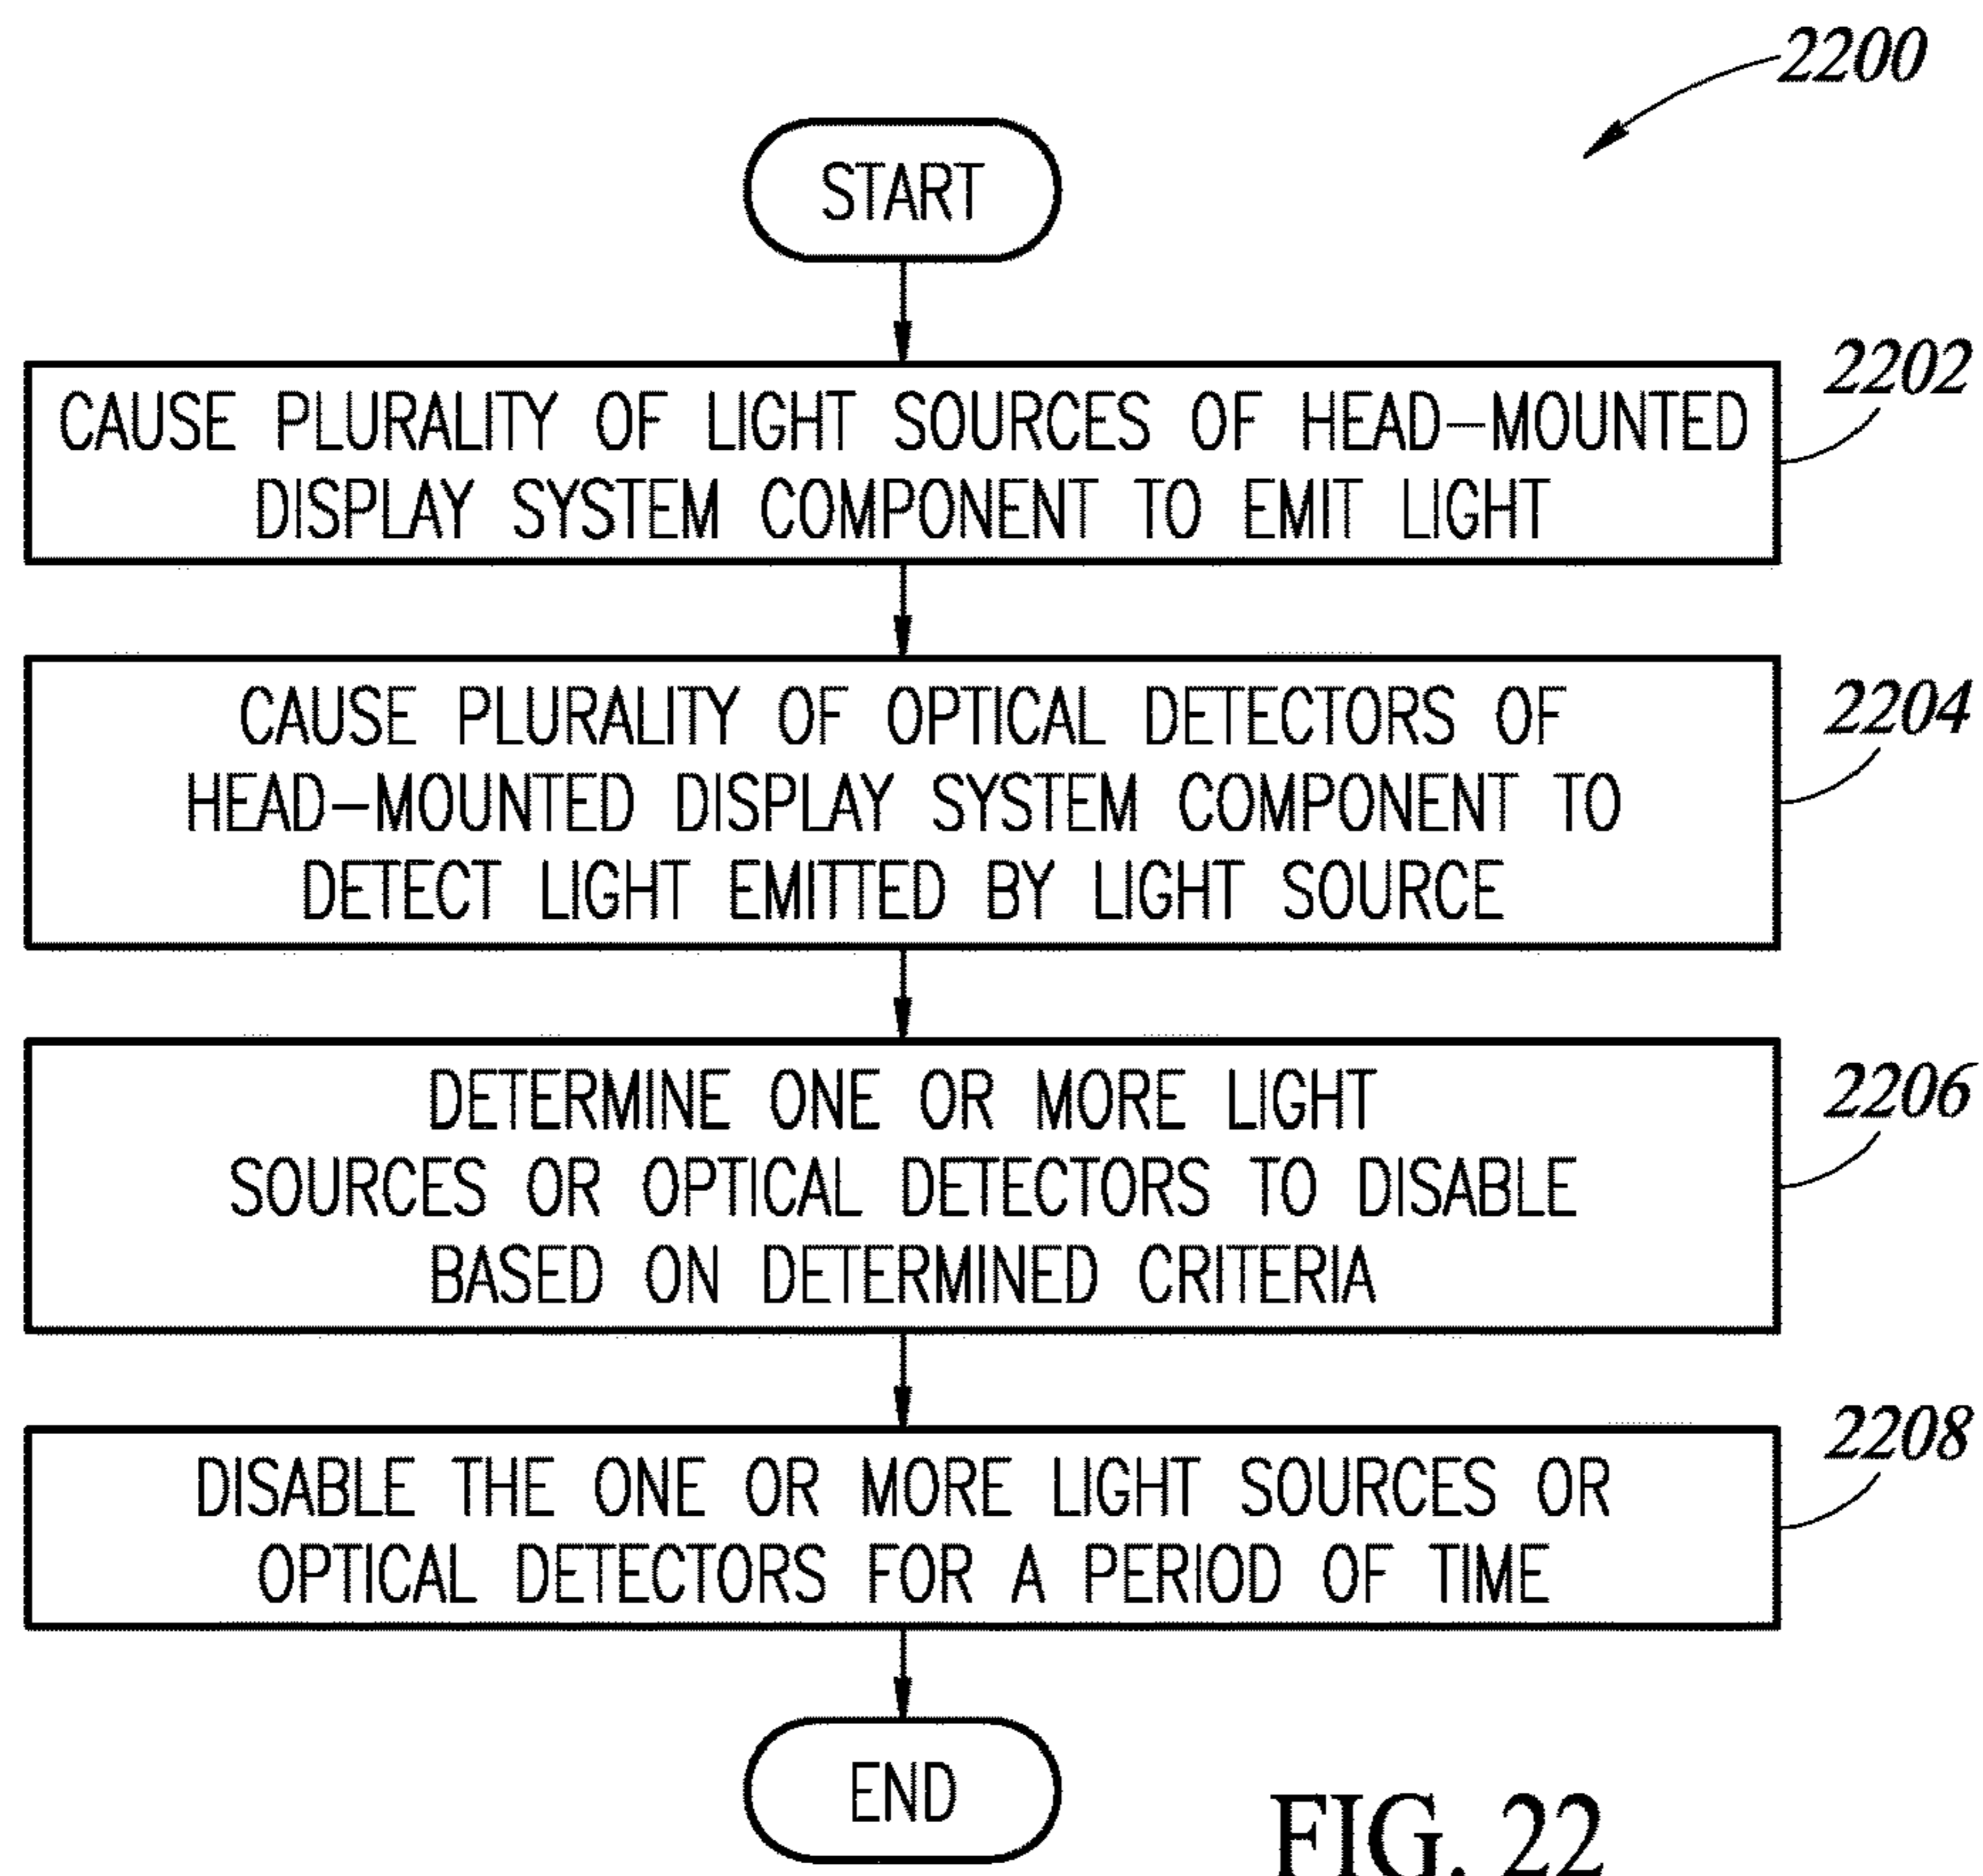 2200
START
2202
CAUSE PLURALITY OF LIGHT SOURCES OF HEAD-MOUNTED
DISPLAY SYSTEM COMPONENT TO EMIT LIGHT
2204
CAUSE PLURALITY OF OPTICAL DETECTORS OF
HEAD-MOUNTED DISPLAY SYSTEM COMPONENT TO
DETECT LIGHT EMITTED BY LIGHT SOURCE
2206
DETERMINE ONE OR MORE LIGHT
SOURCES OR OPTICAL DETECTORS TO DISABLE
BASED ON DETERMINED CRITERIA
2208
DISABLE THE ONE OR MORE LIGHT SOURCES OR
OPTICAL DETECTORS FOR A PERIOD OF TIME
END
FIG. 22